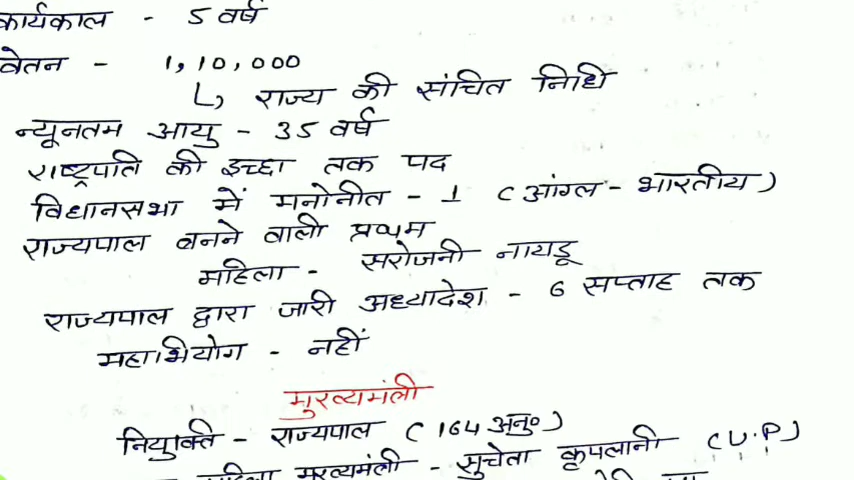 कार्यकाल - 5 वर्ष
वेतन - 1,10,000
↳ राज्य की संचित निधि
न्यूनतम आयु - 35 वर्ष
राष्ट्रपति की इच्छा तक पद
विधानसभा में मनोनीत - 1 (आंग्ल - भारतीय)
राज्यपाल बनने वाली प्रथम
महिला - सरोजनी नायडू
राज्यपाल द्वारा जारी अध्यादेश - 6 सप्ताह तक
महाभियोग - नहीं
मुख्यमंत्री
नियुक्ति - राज्यपाल (164 अनु०)
महिला मुख्यमंत्री - सुचेता कृपलानी (U.P)